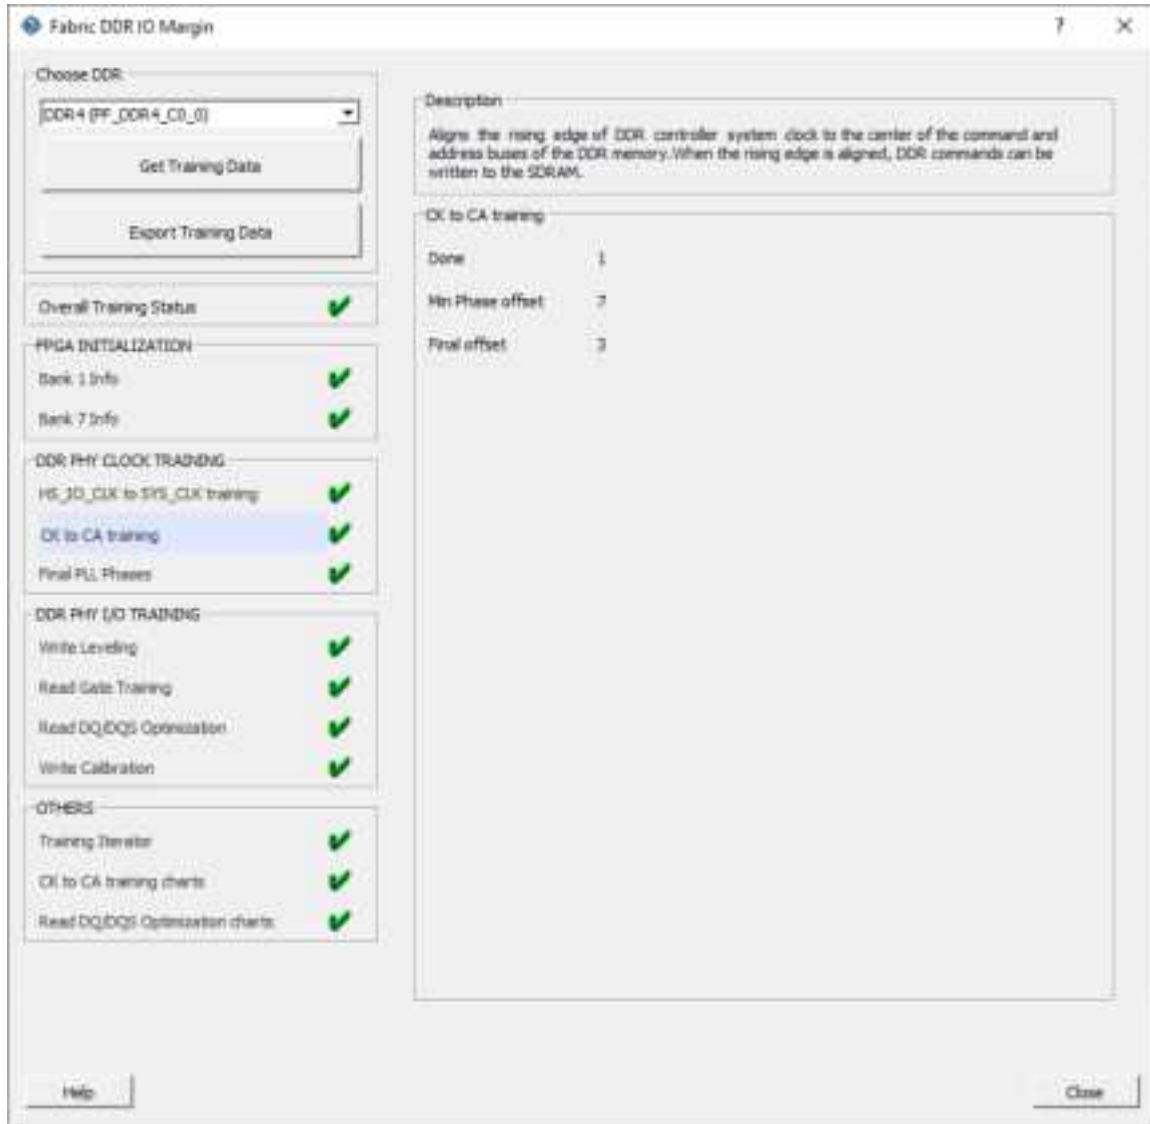 Fabric DDR IO Margin
?
Choose DDR
DDR4 (PF_DDR4_C0_0)
Get Training Data
Export Training Data
Overall Training Status
FPGA INITIALIZATION
Bank 1 Info
Bank 7 Info
DDR PHY CLOCK TRAINING
HS_IO_CLK to SYS_CLK training
CK to CA training
Final PLL Phases
DDR PHY I/O TRAINING
Write Leveling
Read Gate Training
Read DQ/DQS Optimization
Write Calibration
OTHERS
Training Iterator
CK to CA training charts
Read DQ/DQS Optimization charts
Description
Aligns the rising edge of DDR controller system clock to the center of the command and
address buses of the DDR memory. When the rising edge is aligned, DDR commands can be
written to the SDRAM.
CK to CA training
Done 1
Min Phase offset 7
Final offset 3
Help
Close